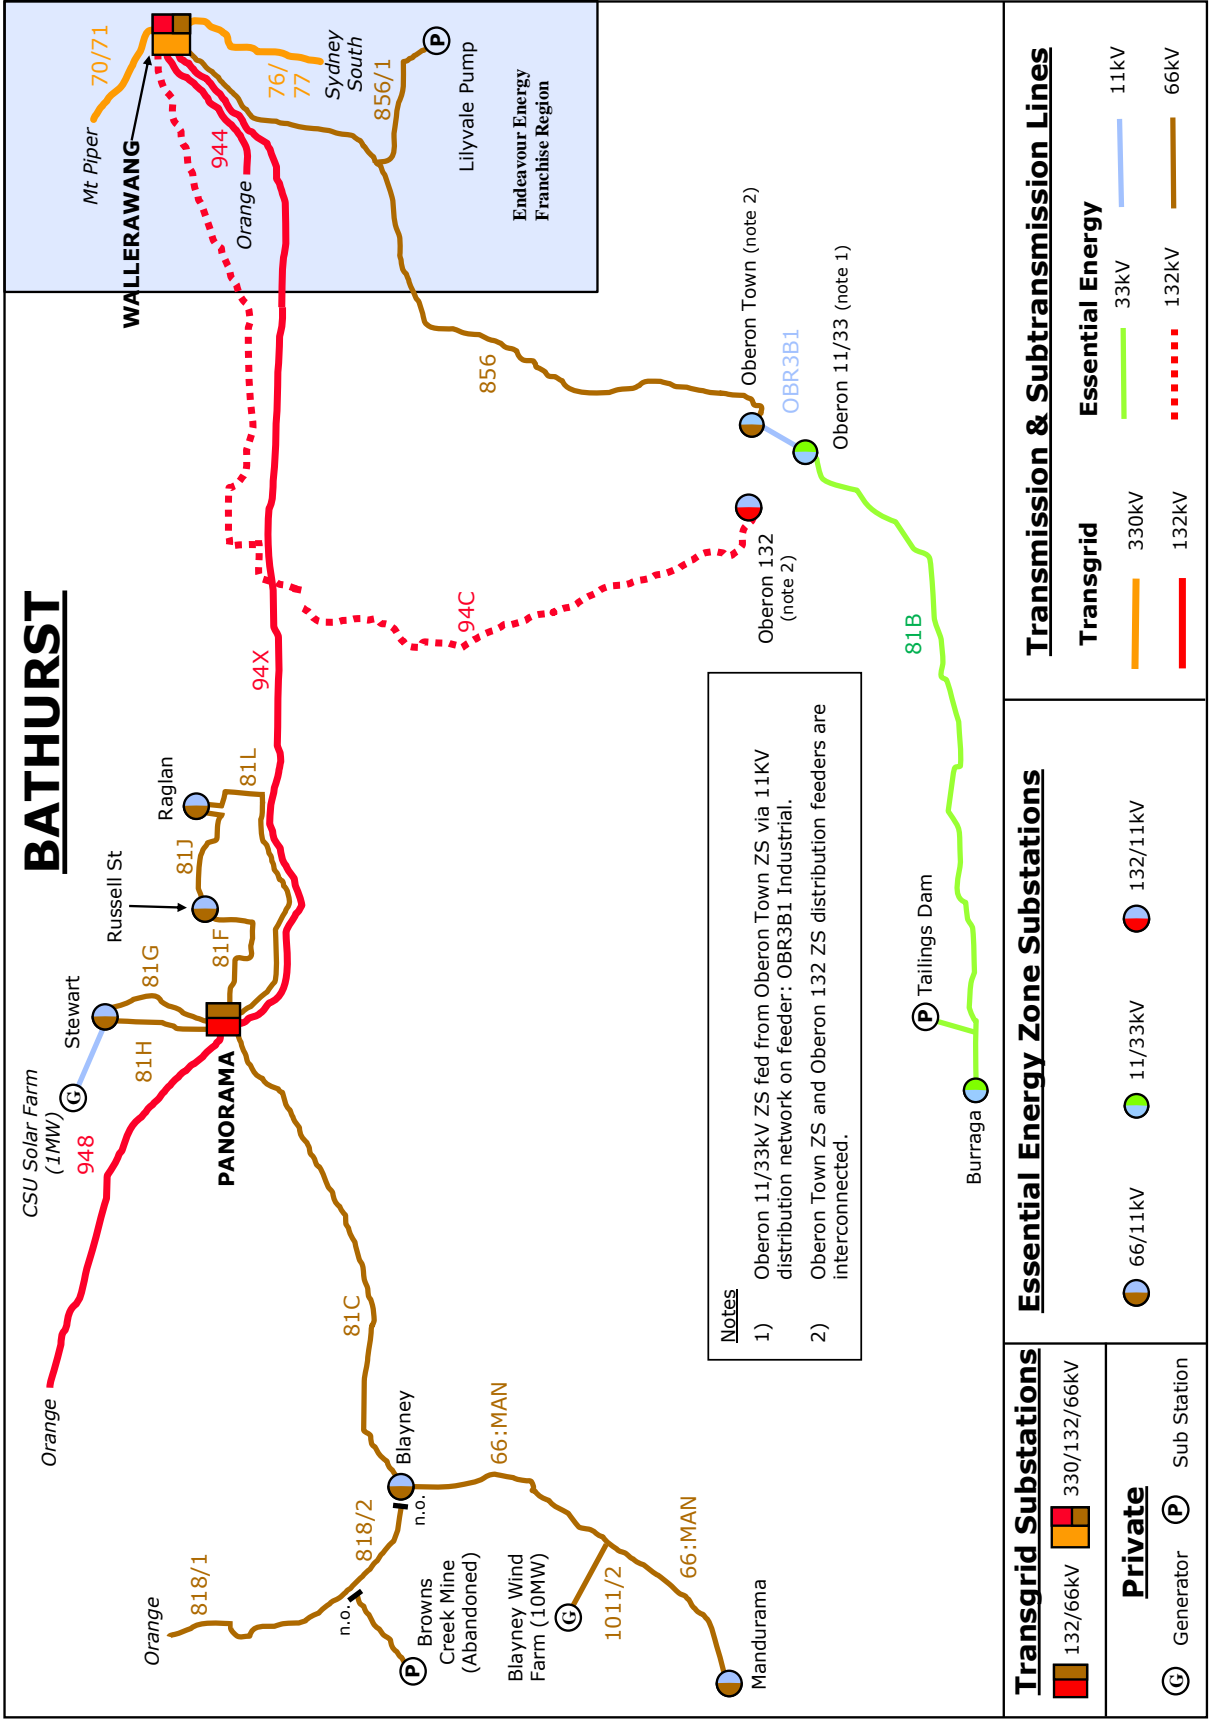 BATHURST
Orange
948
CSU Solar Farm
(1MW)
G
Stewart
81H
81G
PANORAMA
Russell St
81F
81J
Raglan
81L
94X
Mt Piper
70/71
WALLERAWANG
944
Orange
76/
77
Sydney
South
856/1
P
Lilyvale Pump
Endeavour Energy
Franchise Region
856
94C
Oberon 132
(note 2)
Oberon Town (note 2)
OBR3B1
Oberon 11/33 (note 1)
81B
Tailings Dam
P
Burraga
Orange
818/1
818/2
n.o.
n.o.
Blayney
81C
P
Browns
Creek Mine
(Abandoned)
Blayney Wind
Farm (10MW)
G
1011/2
66:MAN
66:MAN
Mandurama
Notes
1) Oberon 11/33kV ZS fed from Oberon Town ZS via 11KV
distribution network on feeder: OBR3B1 Industrial.
2) Oberon Town ZS and Oberon 132 ZS distribution feeders are
interconnected.
Transgrid Substations
132/66kV
330/132/66kV
Private
G Generator
P Sub Station
Essential Energy Zone Substations
66/11kV
11/33kV
132/11kV
Transmission & Subtransmission Lines
Transgrid
Essential Energy
330kV
33kV
11kV
132kV
132kV
66kV